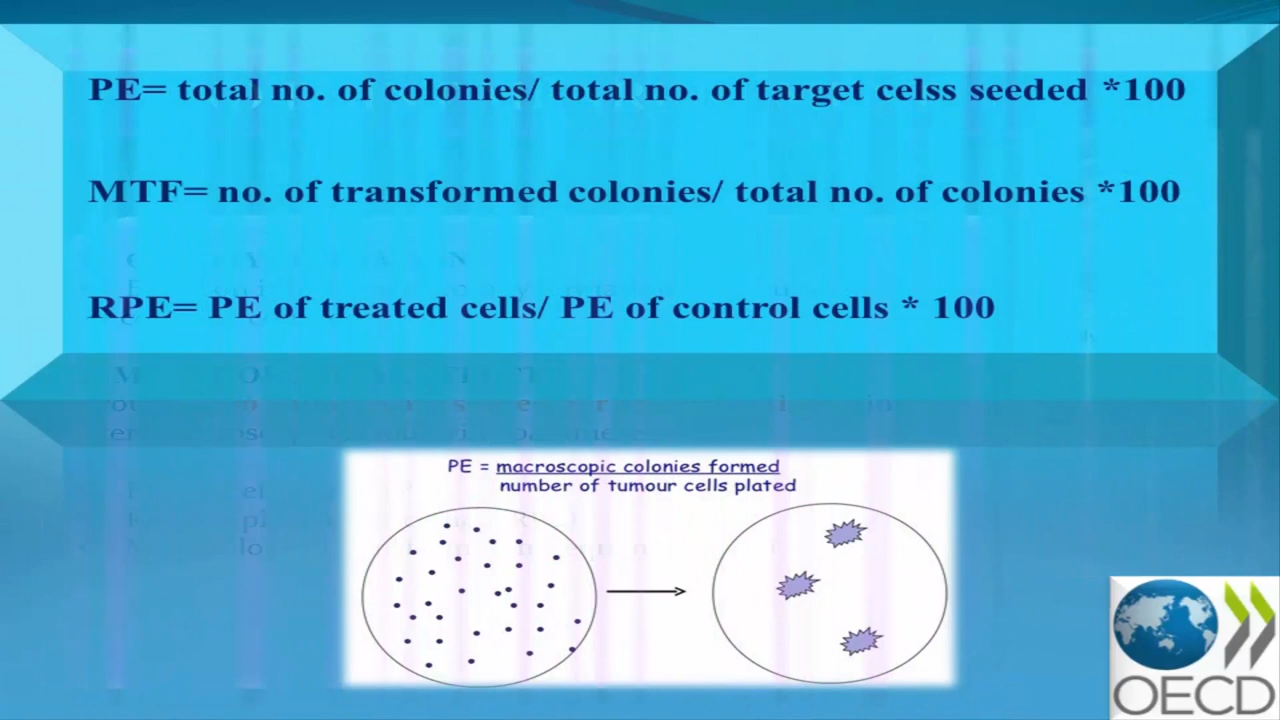 PE= total no. of colonies/ total no. of target celss seeded *100
MTF= no. of transformed colonies/ total no. of colonies *100
RPE= PE of treated cells/ PE of control cells * 100
PE = macroscopic colonies formed
number of tumour cells plated
OECD